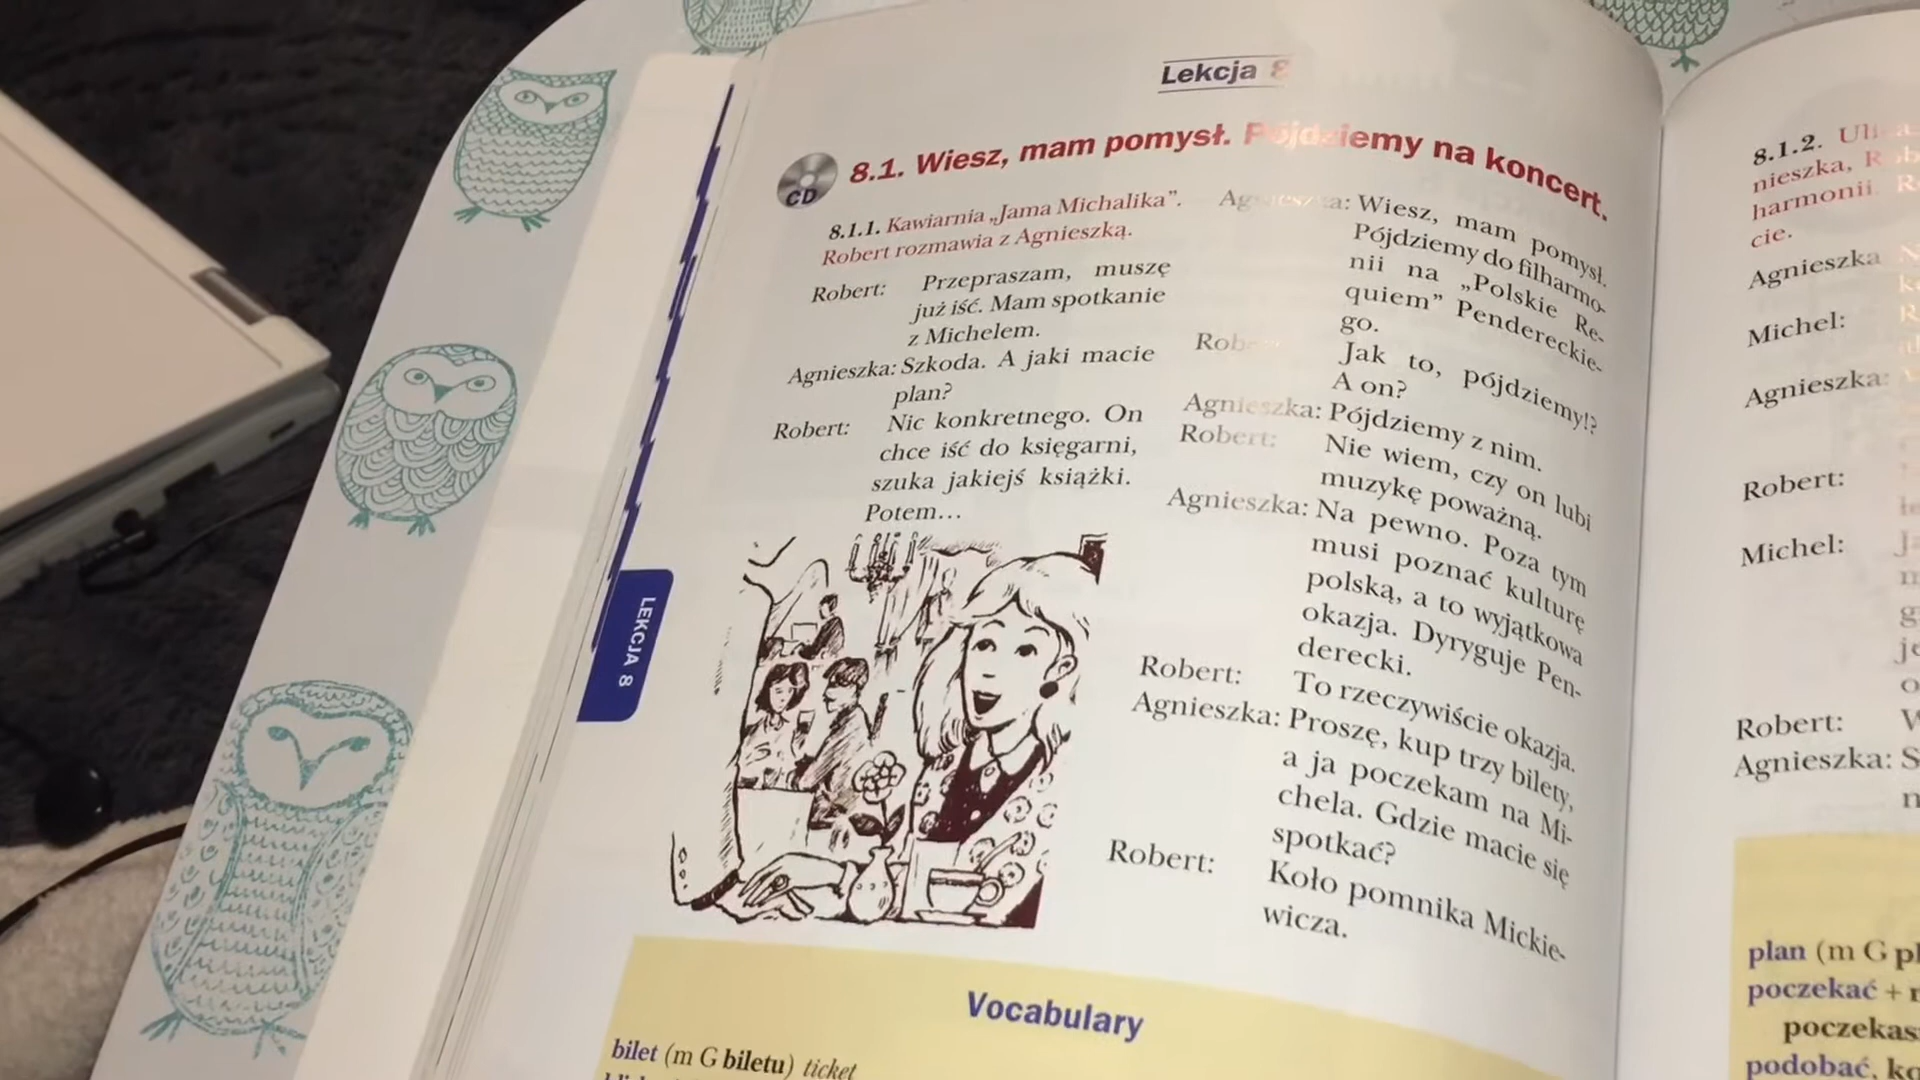 Lekcja 8
8.1. Wiesz, mam pomysł. Pójdziemy na koncert.
CD
8.1.1. Kawiarnia „Jama Michalika”.
Robert rozmawia z Agnieszką.
Robert: Przepraszam, muszę
już iść. Mam spotkanie
z Michelem.
Agnieszka: Szkoda. A jaki macie
plan?
Robert: Nic konkretnego. On
chce iść do księgarni,
szuka jakiejś książki.
Potem…
Agnieszka: Wiesz, mam pomysł.
Pójdziemy do filharmo-
nii na „Polskie Re-
quiem” Pendereckie-
go.
Robert: Jak to, pójdziemy!?
A on?
Agnieszka: Pójdziemy z nim.
Robert: Nie wiem, czy on lubi
muzykę poważną.
Agnieszka: Na pewno. Poza tym
musi poznać kulturę
polską, a to wyjątkowa
okazja. Dyryguje Pen-
derecki.
Robert: To rzeczywiście okazja.
Agnieszka: Proszę, kup trzy bilety,
a ja poczekam na Mi-
chela. Gdzie macie się
spotkać?
Robert: Koło pomnika Mickie-
wicza.
LEKCJA 8
Vocabulary
bilet (m G biletu) ticket
8.1.2.
nieszka,
harmonii.
cie.
Agnieszka
Michel:
Agnieszka:
Robert:
Michel:
Robert:
Agnieszka:
plan (m G
poczekać +
podobać,